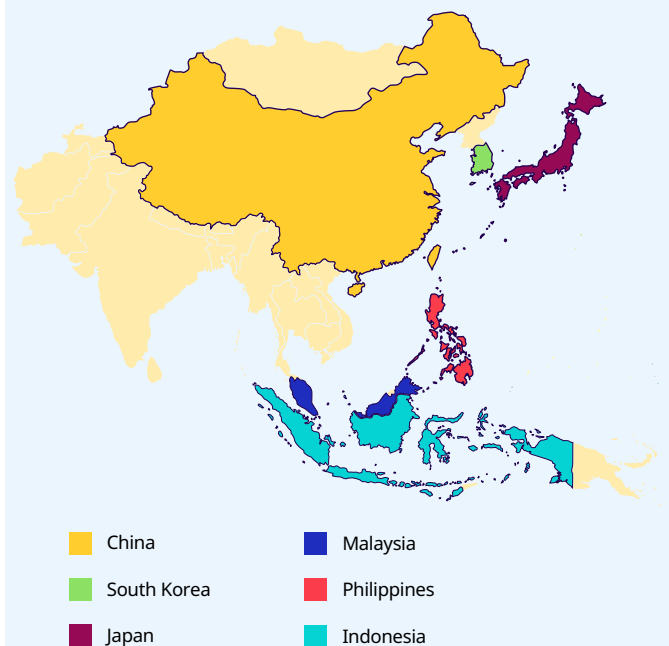 China
Malaysia
South Korea
Philippines
Japan
Indonesia